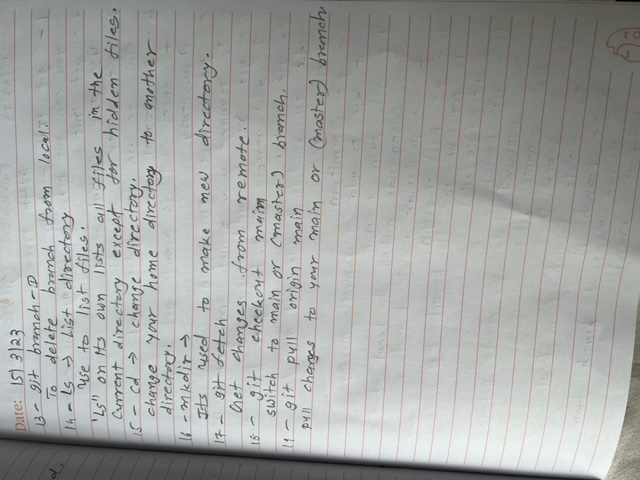 Date: 15/3/23
13 - git branch -D
To delete branch from local.
14 - Ls → List directory
Use to list files.
"Ls" on its own lists all files in the
current directory except for hidden files.
15 - cd → change directory.
change your home directory to another
directory.
16 - mkdir →
Its used to make new directory.
17 - git fetch
Get changes from remote.
18 - git checkout main
switch to main or (master) branch.
19 - git pull origin main
pull changes to your main or (master) branch